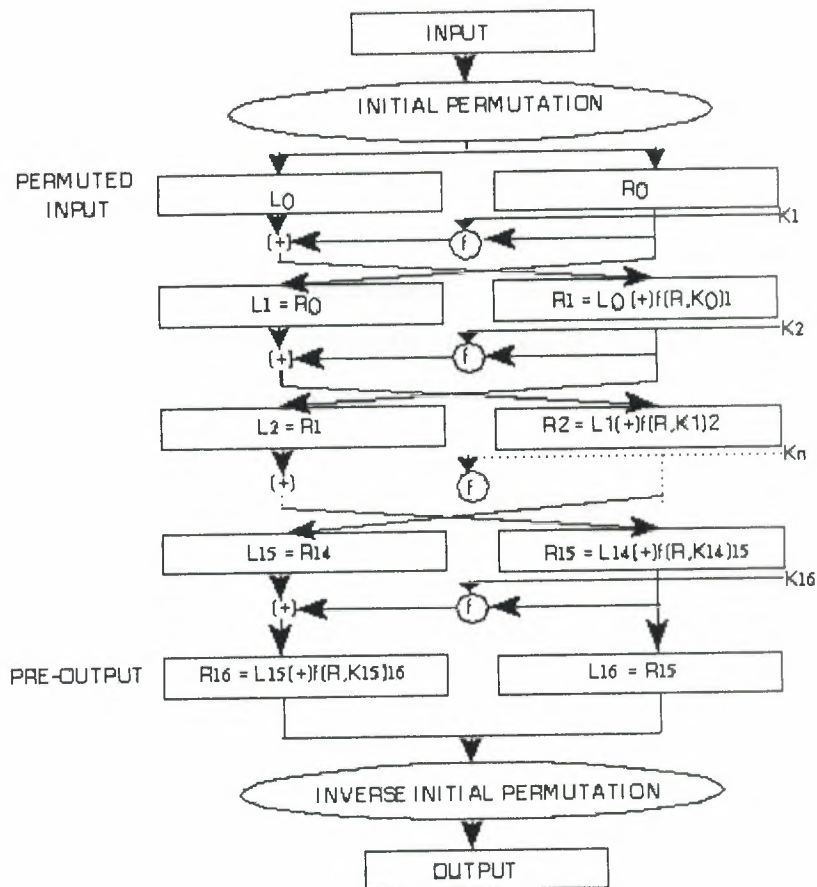 INPUT
INITIAL PERMUTATION
PERMUTED
INPUT
L0
R0
K1
(+)
f
L1 = R0
R1 = L0 (+)f(R,K0)1
K2
(+)
f
L2 = R1
R2 = L1(+)f(R,K1)2
Kn
(+)
f
L15 = R14
R15 = L14(+)f(R,K14)15
K16
(+)
f
PRE-OUTPUT
R16 = L15(+)f(R,K15)16
L16 = R15
INVERSE INITIAL PERMUTATION
OUTPUT